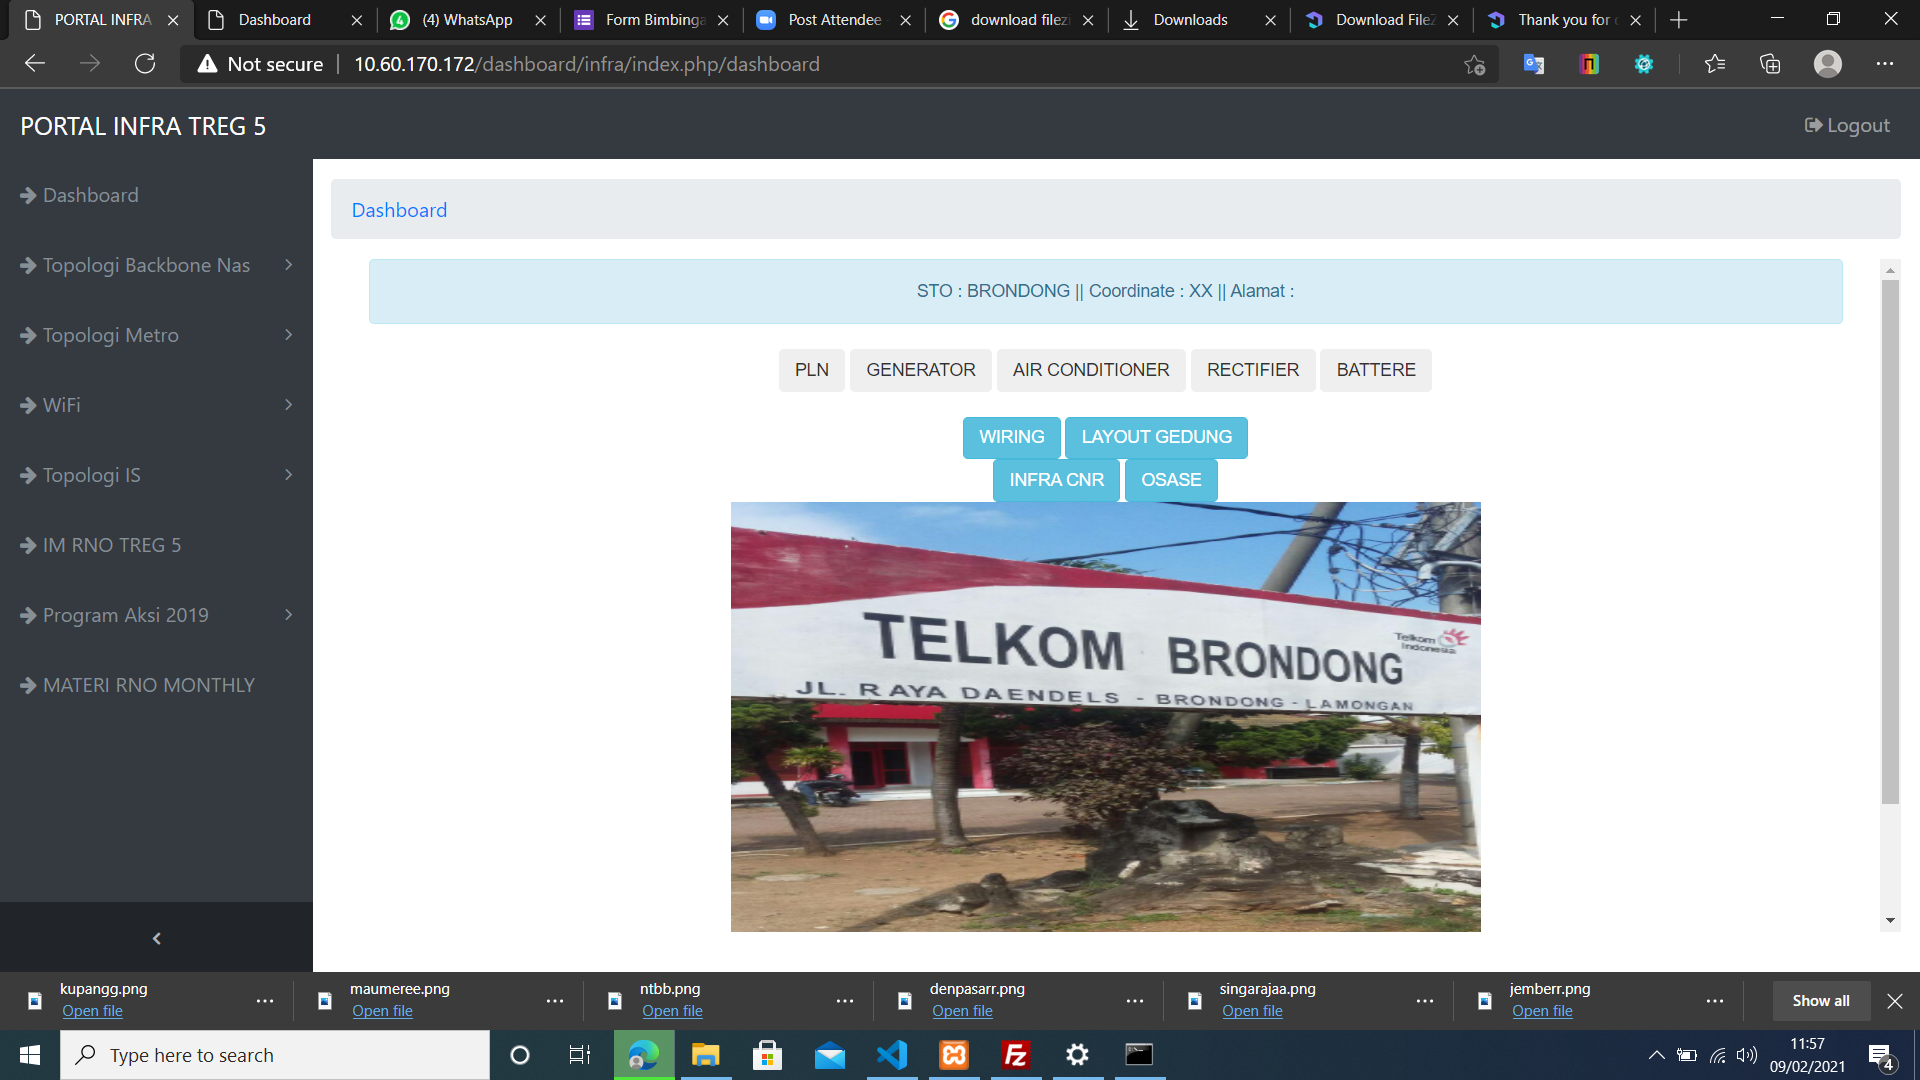 PORTAL INFRA
Dashboard
(4) WhatsApp
Form Bimbinga
Post Attendee
download filezi
Downloads
Download FileZ
Thank you for
Not secure
10.60.170.172/dashboard/infra/index.php/dashboard
PORTAL INFRA TREG 5
Logout
Dashboard
Topologi Backbone Nas
Topologi Metro
WiFi
Topologi IS
IM RNO TREG 5
Program Aksi 2019
MATERI RNO MONTHLY
Dashboard
STO : BRONDONG || Coordinate : XX || Alamat :
PLN GENERATOR AIR CONDITIONER RECTIFIER BATTERE
WIRING LAYOUT GEDUNG
INFRA CNR OSASE
Telkom
Indonesia
TELKOM BRONDONG
JL. RAYA DAENDELS - BRONDONG - LAMONGAN
kupangg.png
Open file
maumeree.png
Open file
ntbb.png
Open file
denpasarr.png
Open file
singarajaa.png
Open file
jemberr.png
Open file
Show all
Type here to search
11:57
09/02/2021
4